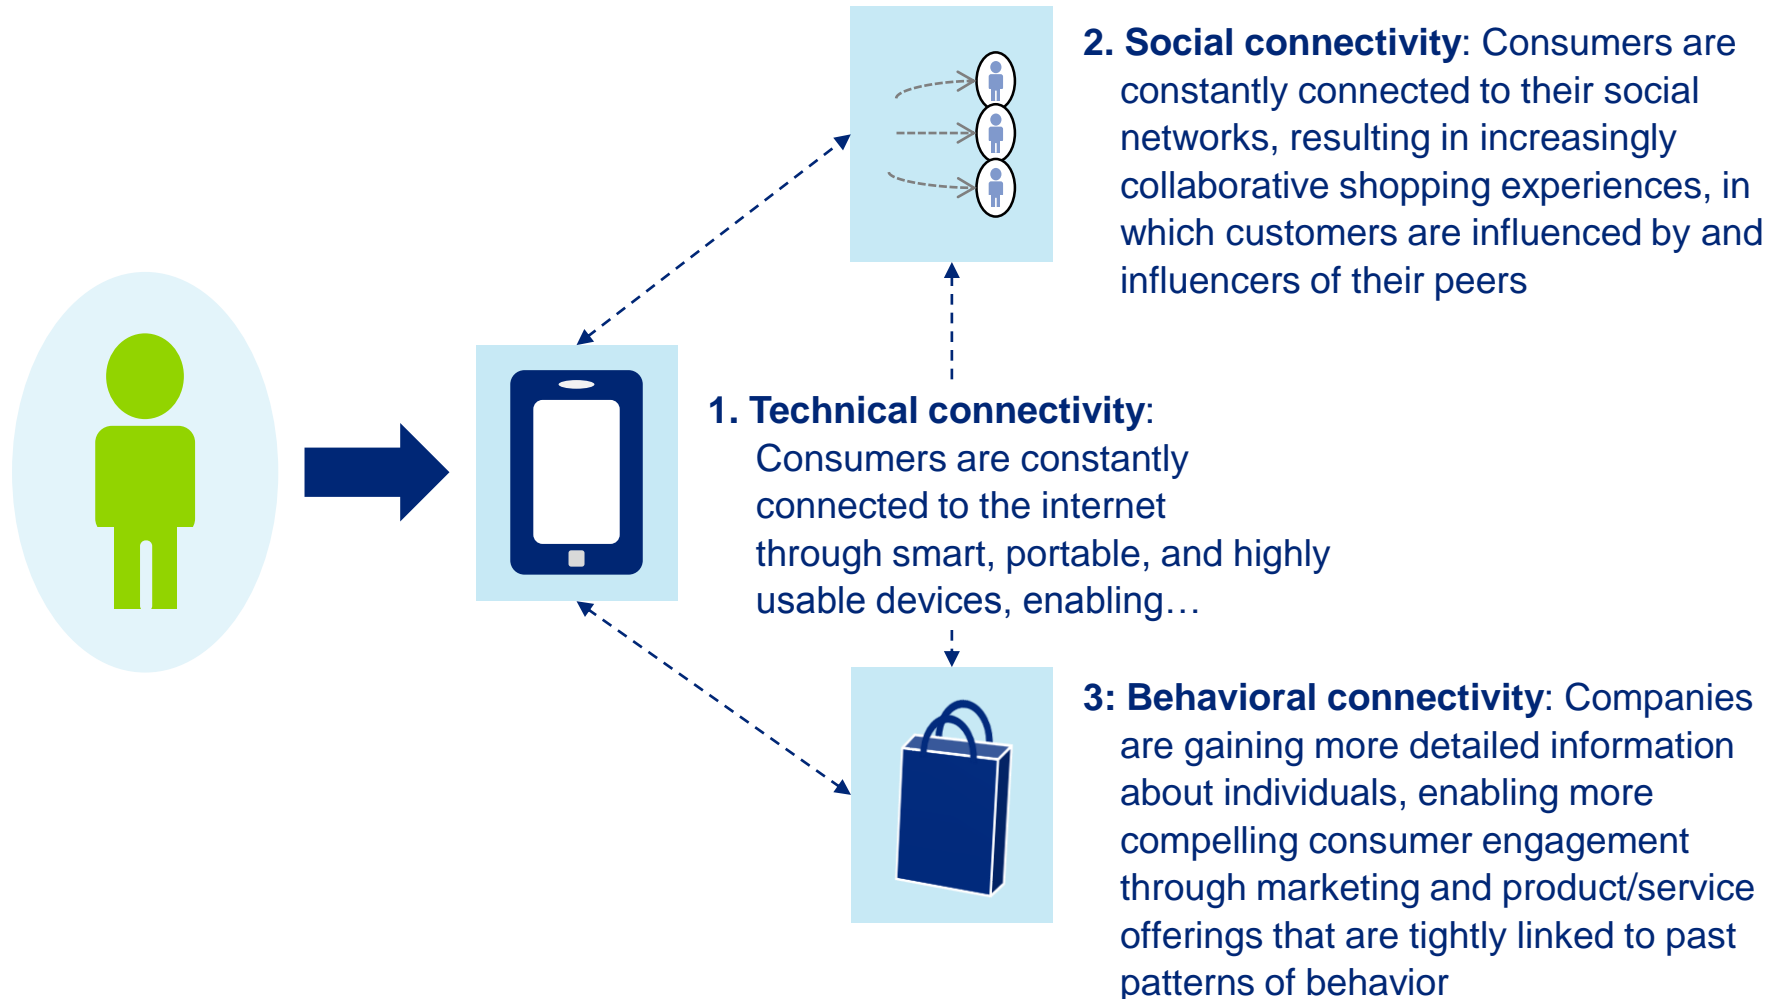 2. Social connectivity: Consumers are
constantly connected to their social
networks, resulting in increasingly
collaborative shopping experiences, in
which customers are influenced by and
influencers of their peers
1. Technical connectivity:
Consumers are constantly
connected to the internet
through smart, portable, and highly
usable devices, enabling…
3: Behavioral connectivity: Companies
are gaining more detailed information
about individuals, enabling more
compelling consumer engagement
through marketing and product/service
offerings that are tightly linked to past
patterns of behavior